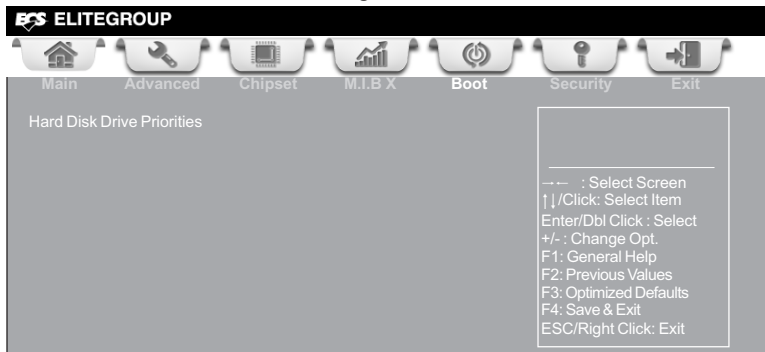 ECS ELITEGROUP
Main Advanced Chipset M.I.B X Boot Security Exit
Hard Disk Drive Priorities
→← : Select Screen
↑↓/Click: Select Item
Enter/Dbl Click : Select
+/- : Change Opt.
F1: General Help
F2: Previous Values
F3: Optimized Defaults
F4: Save & Exit
ESC/Right Click: Exit